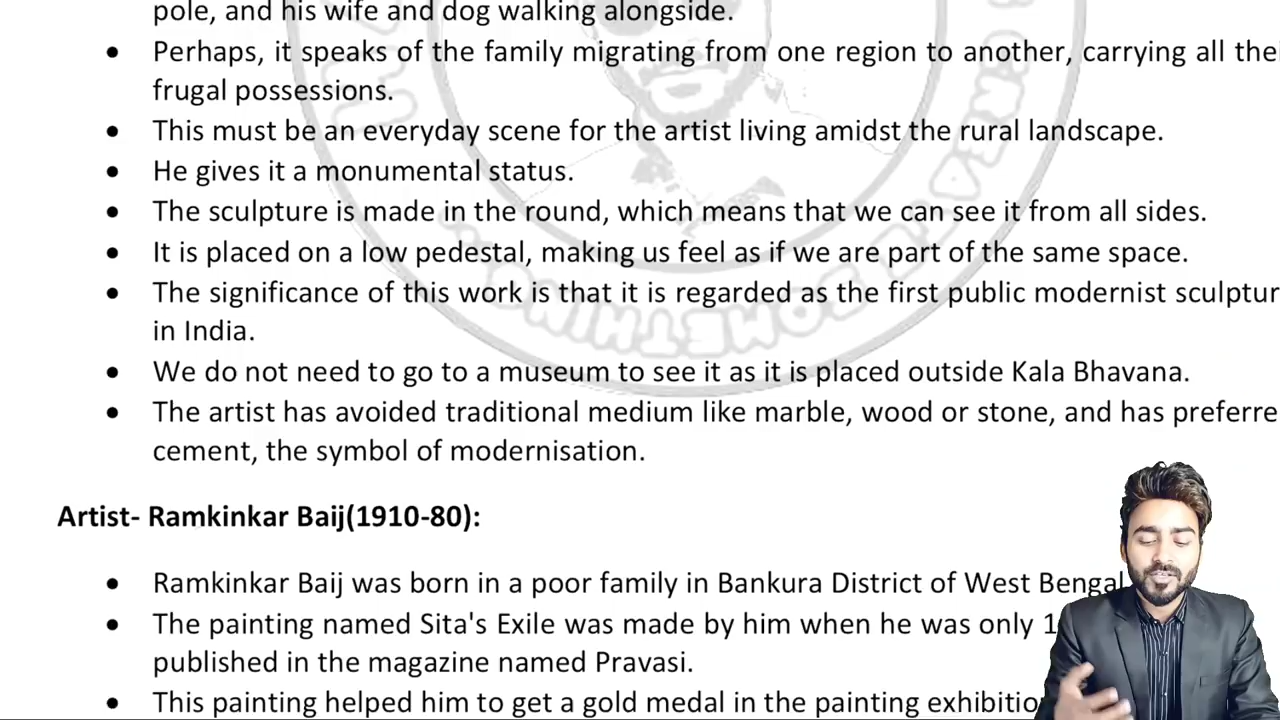 pole, and his wife and dog walking alongside.
• Perhaps, it speaks of the family migrating from one region to another, carrying all
frugal possessions.
• This must be an everyday scene for the artist living amidst the rural landscape.
• He gives it a monumental status.
• The sculpture is made in the round, which means that we can see it from all sides.
• It is placed on a low pedestal, making us feel as if we are part of the same space.
• The significance of this work is that it is regarded as the first public modernist
in India.
• We do not need to go to a museum to see it as it is placed outside Kala Bhavana.
• The artist has avoided traditional medium like marble, wood or stone, and has
cement, the symbol of modernisation.
Artist- Ramkinkar Baij(1910-80):
• Ramkinkar Baij was born in a poor family in Bankura District of West Bengal
• The painting named Sita's Exile was made by him when he was only
published in the magazine named Pravasi.
• This painting helped him to get a gold medal in the painting
SOMETHING